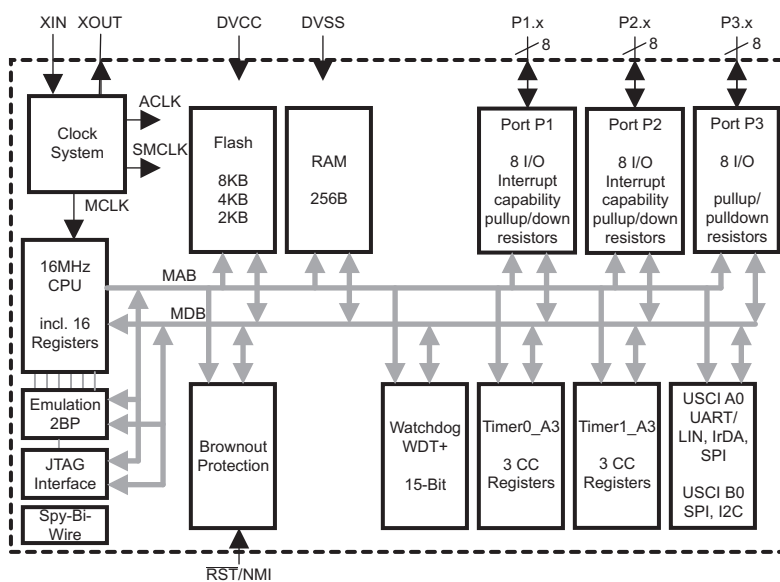 XIN XOUT DVCC DVSS P1.x P2.x P3.x
8 8 8
Clock
System
ACLK
SMCLK
MCLK
Flash
8KB
4KB
2KB
RAM
256B
Port P1
8 I/O
Interrupt
capability
pullup/down
resistors
Port P2
8 I/O
Interrupt
capability
pullup/down
resistors
Port P3
8 I/O
pullup/
pulldown
resistors
16MHz
CPU
incl. 16
Registers
MAB
MDB
Emulation
2BP
JTAG
Interface
Spy-Bi-
Wire
Brownout
Protection
Watchdog
WDT+
15-Bit
Timer0_A3
3 CC
Registers
Timer1_A3
3 CC
Registers
USCI A0
UART/
LIN, IrDA,
SPI
USCI B0
SPI, I2C
RST/NMI